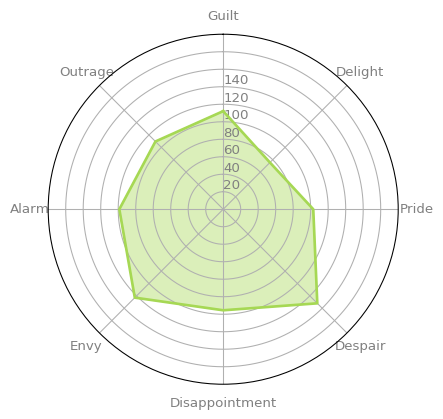 Guilt
Outrage
Delight
140
120
100
80
60
40
20
Alarm
Pride
Envy
Despair
Disappointment